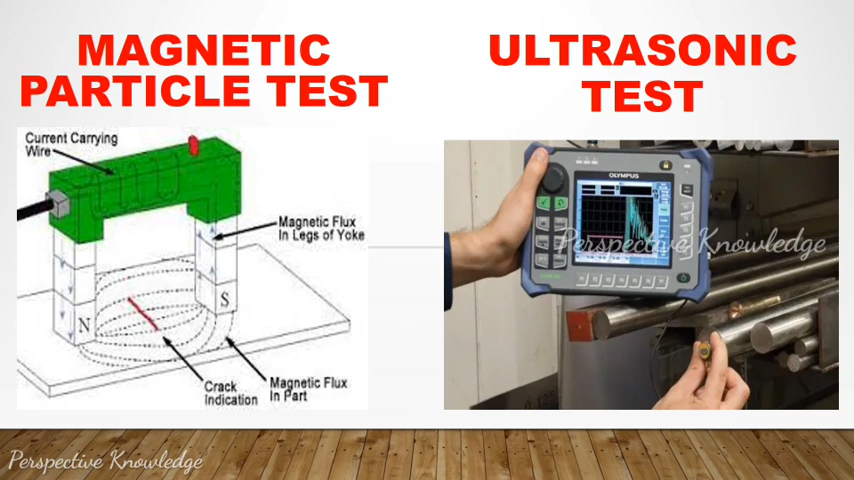 MAGNETIC
PARTICLE TEST
ULTRASONIC
TEST
Current Carrying
Wire
Magnetic Flux
In Legs of Yoke
N
S
Crack
Indication
Magnetic Flux
In Part
OLYMPUS
Perspective Knowledge
Perspective Knowledge